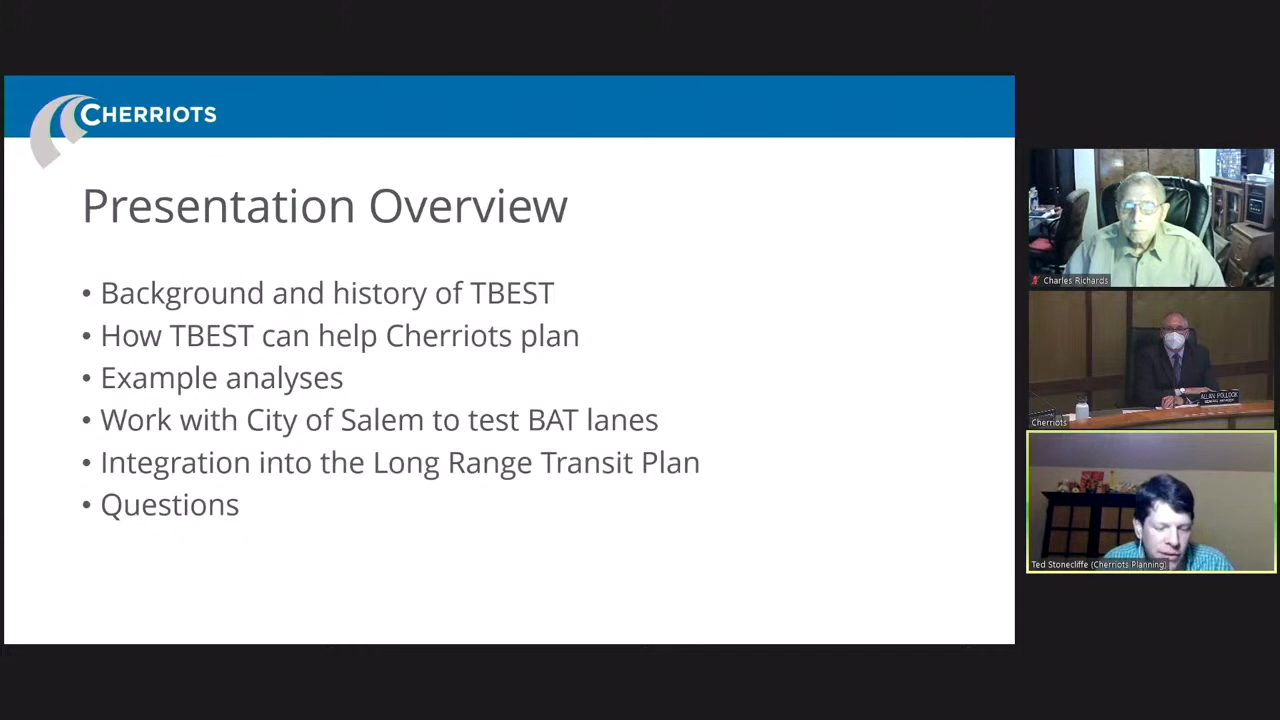 CHERRIOTS
Presentation Overview
• Background and history of TBEST
• How TBEST can help Cherriots plan
• Example analyses
• Work with City of Salem to test BAT lanes
• Integration into the Long Range Transit Plan
• Questions
Charles Richards
ALLAN POLLOCK
GENERAL MANAGER
Cherriots
Ted Stonecliffe (Cherriots Planning)